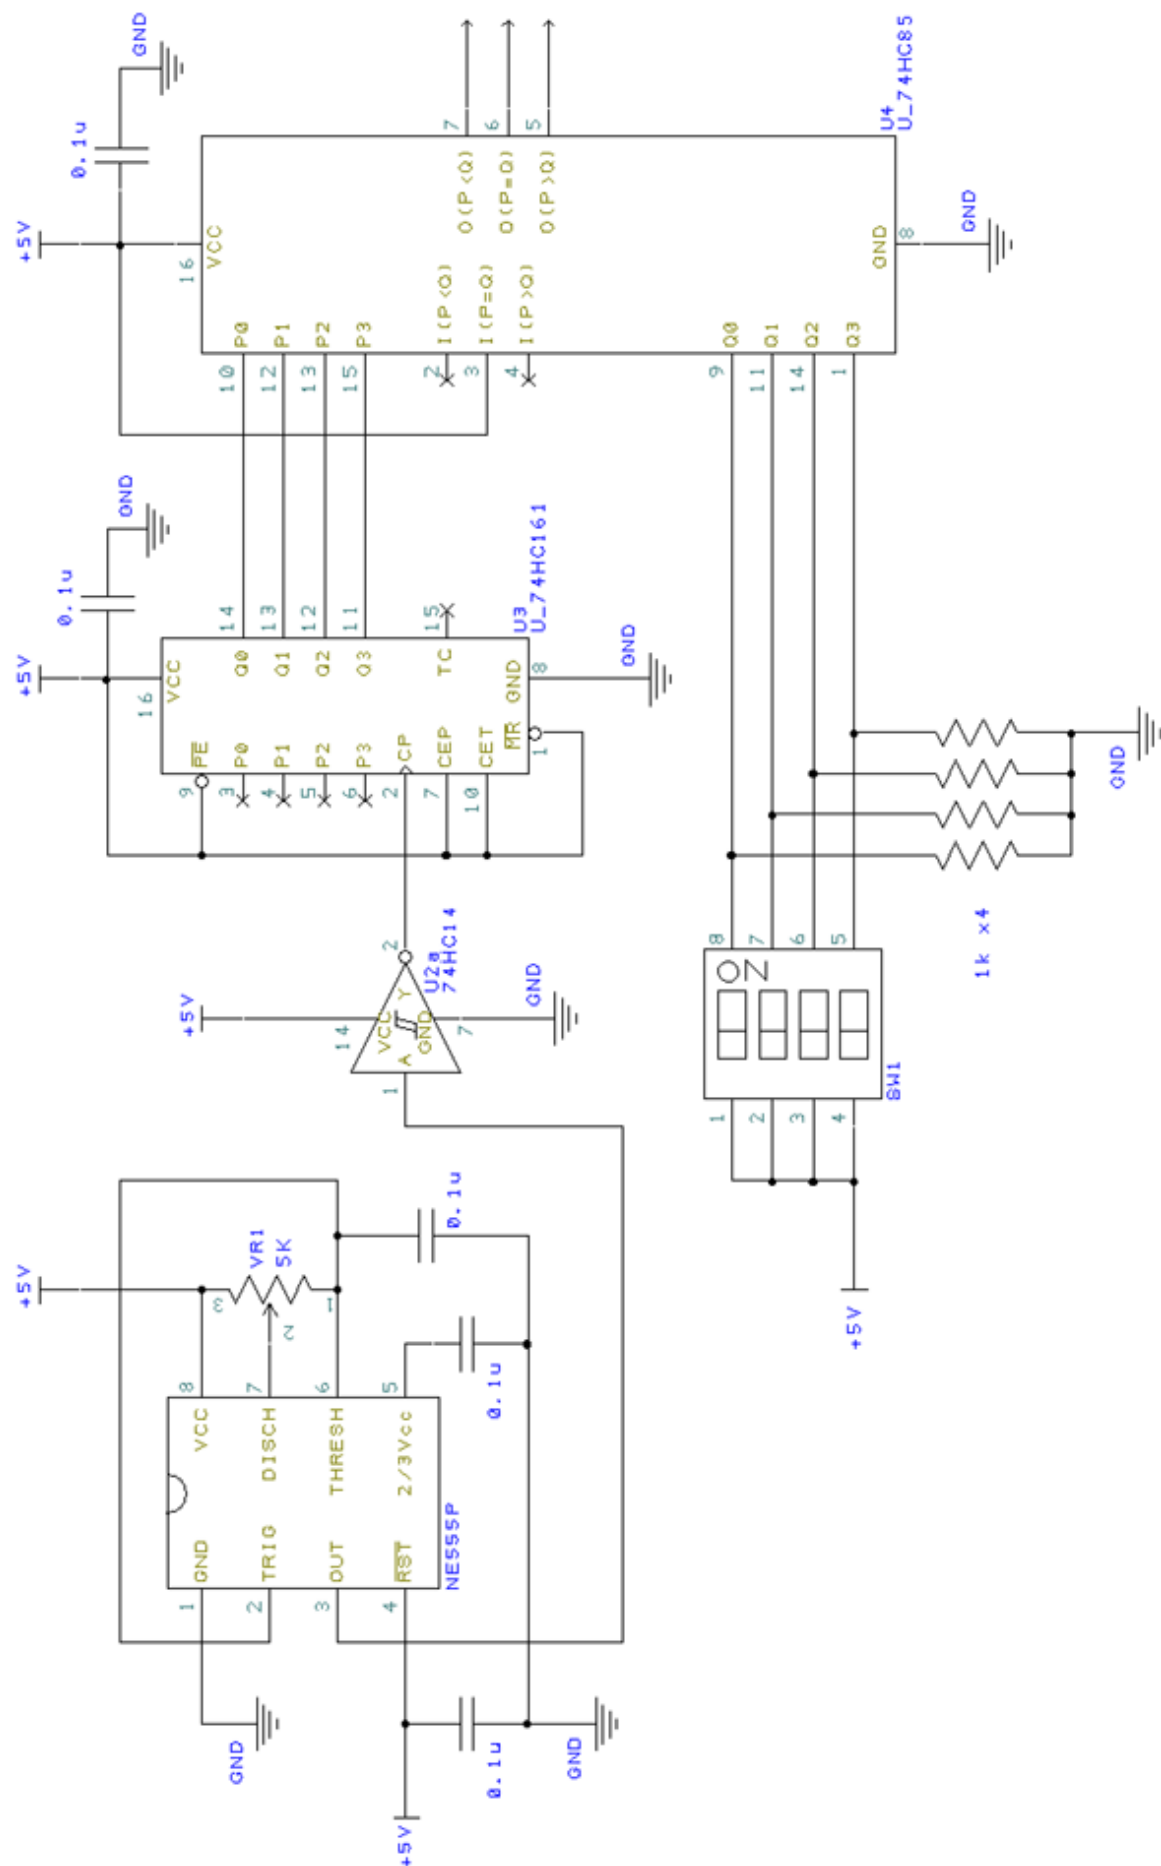 GND
1
GND
2
TRIG
3
OUT
4
RST
8
VCC
7
DISCH
6
THRESH
5
2/3Vcc
NE555P
+5V
3
VR1
5K
2
1
0.1u
0.1u
0.1u
GND
+5V
+5V
14
VCC
1
A
Y
2
GND
7
U2a
74HC14
GND
+5V
16
VCC
0.1u
GND
9
PE
3
P0
4
P1
5
P2
6
P3
2
CP
7
CEP
10
CET
1
MR
Q0
14
Q1
13
Q2
12
Q3
11
TC
15
GND
8
U3
U_74HC161
GND
+5V
16
VCC
0.1u
GND
10
P0
12
P1
13
P2
15
P3
2
I(P<Q)
3
I(P=Q)
4
I(P>Q)
O(P<Q)
7
O(P=Q)
6
O(P>Q)
5
9
Q0
11
Q1
14
Q2
1
Q3
GND
8
U4
U_74HC85
GND
+5V
1
2
3
4
ON
8
7
6
5
SW1
1k x4
GND